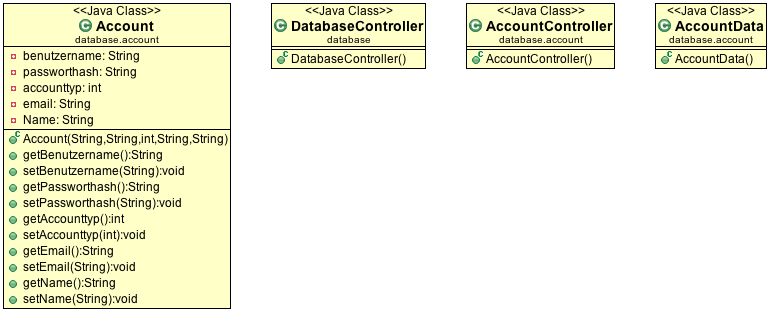 <<Java Class>>
Account
database.account
benutzername: String
passworthash: String
accounttyp: int
email: String
Name: String
Account(String,String,int,String,String)
getBenutzername():String
setBenutzername(String):void
getPassworthash():String
setPassworthash(String):void
getAccounttyp():int
setAccounttyp(int):void
getEmail():String
setEmail(String):void
getName():String
setName(String):void
<<Java Class>>
DatabaseController
database
DatabaseController()
<<Java Class>>
AccountController
database.account
AccountController()
<<Java Class>>
AccountData
database.account
AccountData()